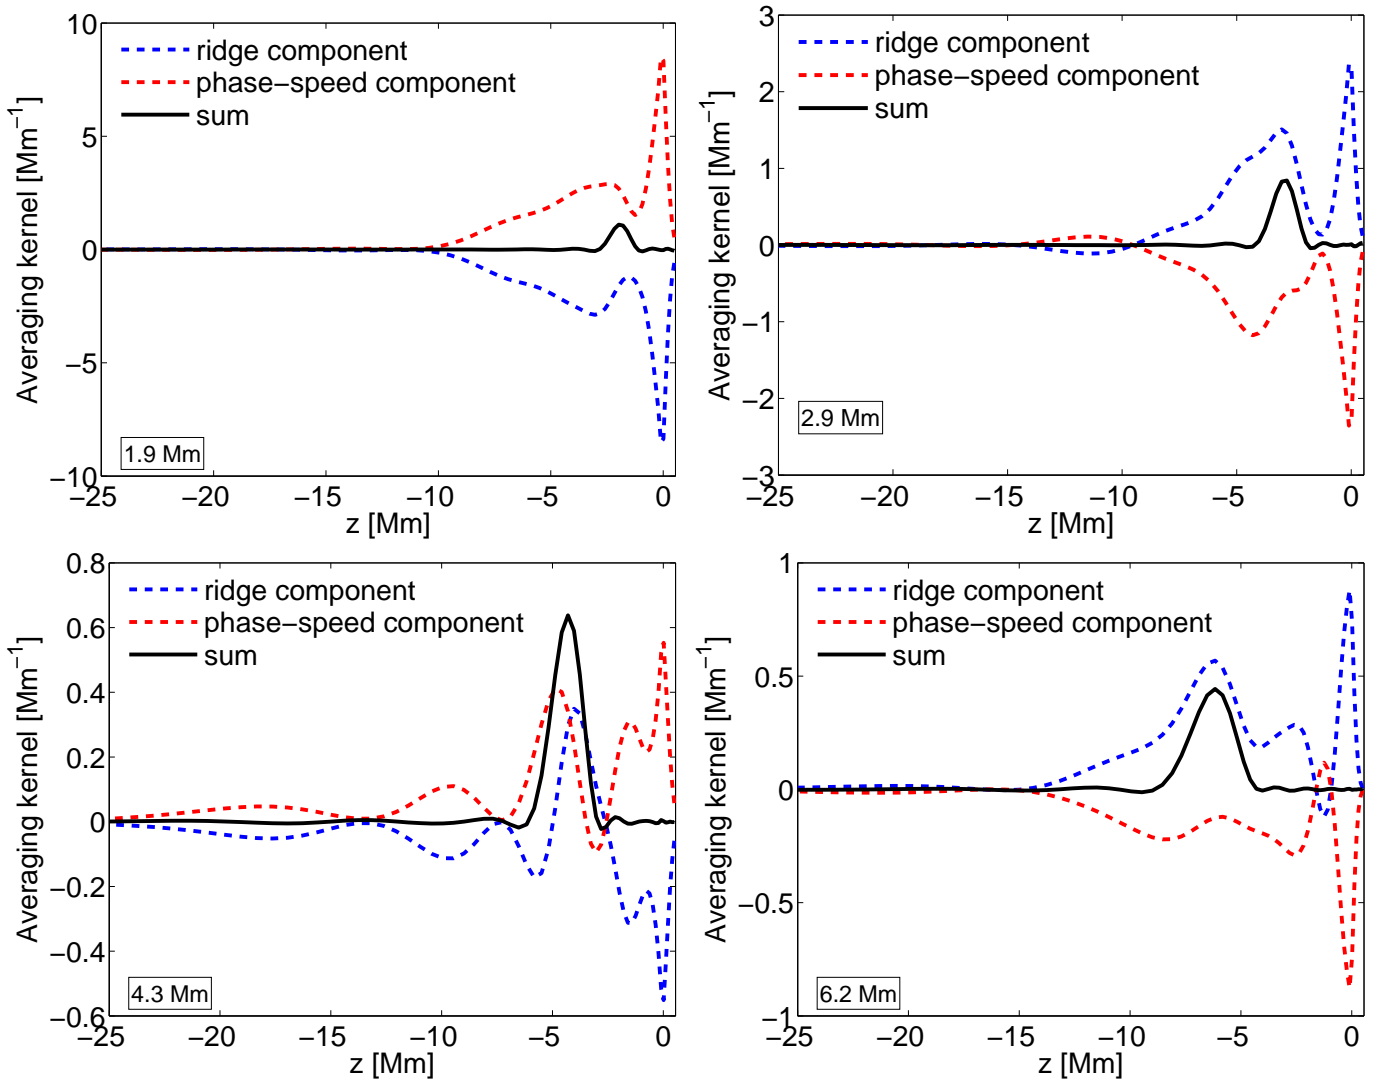 10
5
0
−5
−10
Averaging kernel [Mm−1]
ridge component
phase−speed component
sum
1.9 Mm
−25 −20 −15 −10 −5 0
z [Mm]
3
2
1
0
−1
−2
−3
Averaging kernel [Mm−1]
ridge component
phase−speed component
sum
2.9 Mm
−25 −20 −15 −10 −5 0
z [Mm]
0.8
0.6
0.4
0.2
0
−0.2
−0.4
−0.6
Averaging kernel [Mm−1]
ridge component
phase−speed component
sum
4.3 Mm
−25 −20 −15 −10 −5 0
z [Mm]
1
0.5
0
−0.5
−1
Averaging kernel [Mm−1]
ridge component
phase−speed component
sum
6.2 Mm
−25 −20 −15 −10 −5 0
z [Mm]